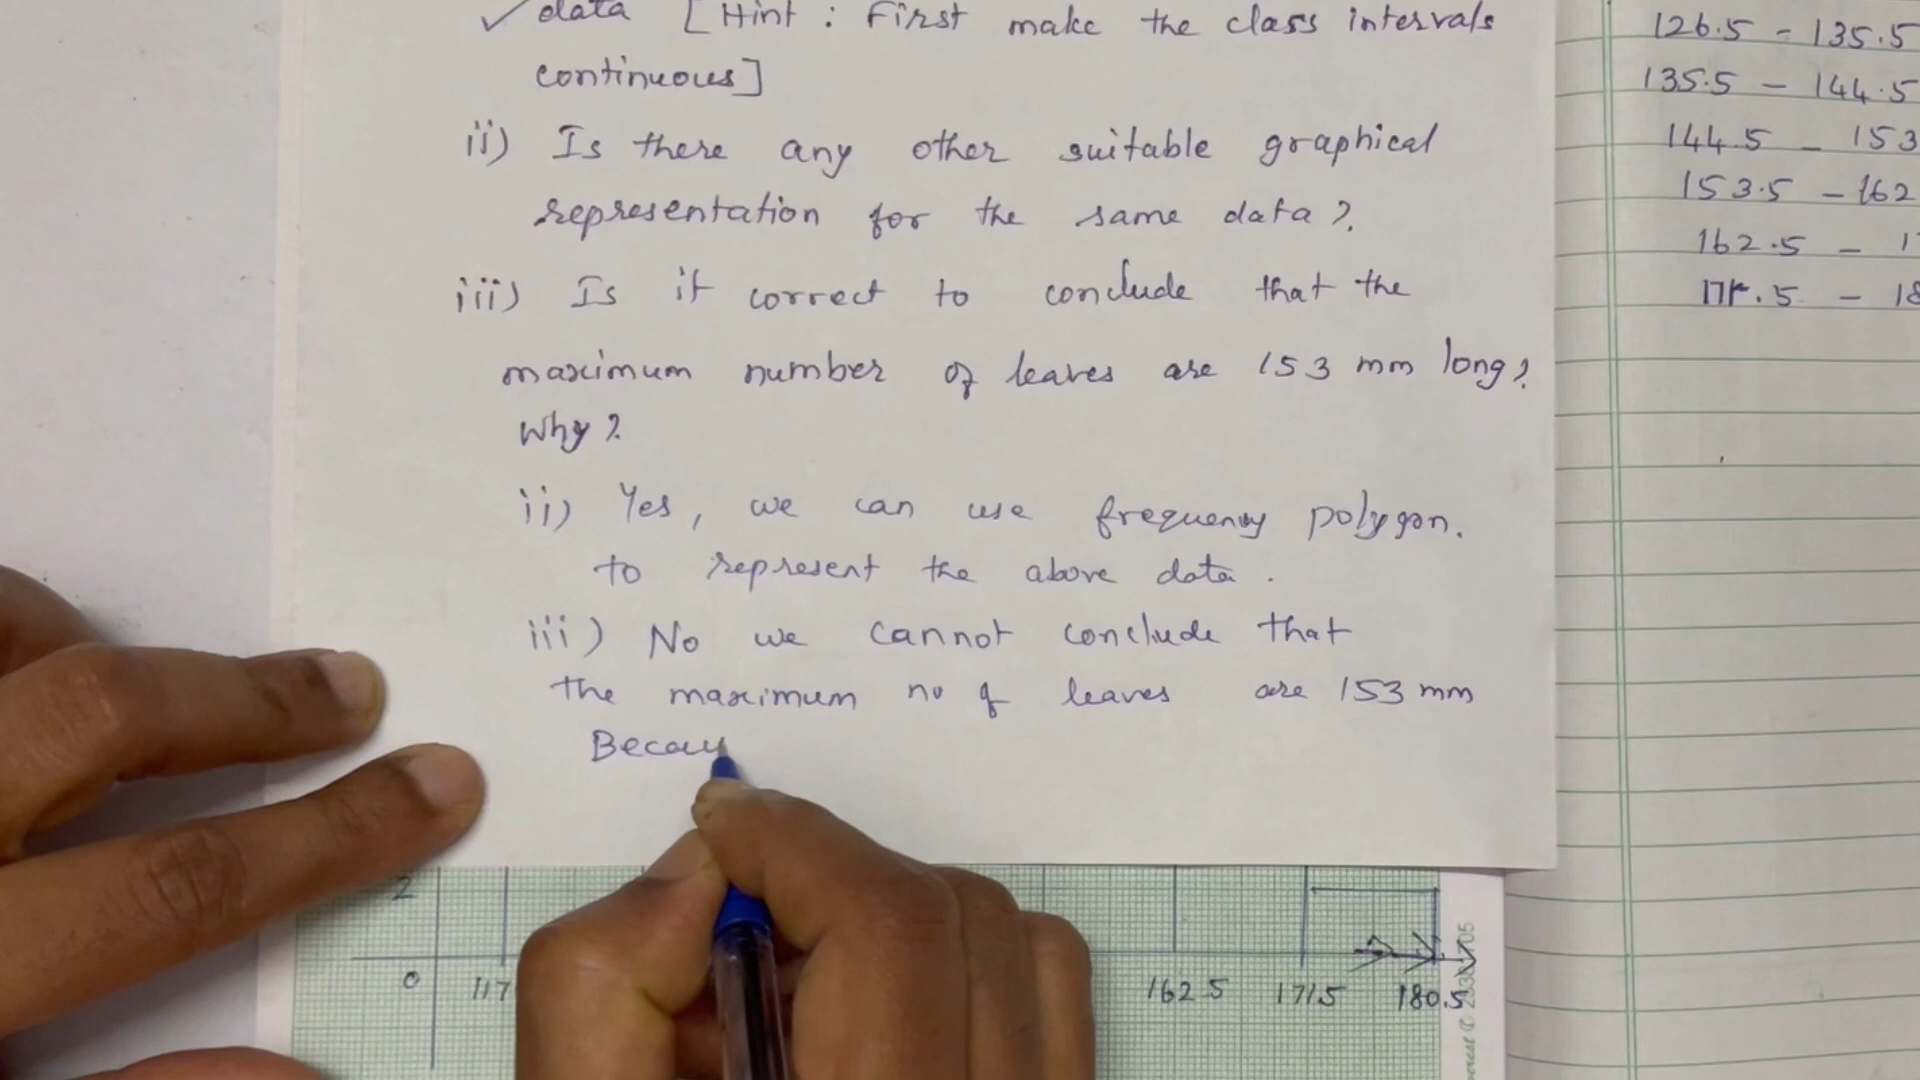 data [Hint : First make the class intervals
continuous]
ii) Is there any other suitable graphical
representation for the same data?
iii) Is it correct to conclude that the
maximum number of leaves are 153 mm long?
Why?
ii) Yes, we can use frequency polygon.
to represent the above data.
iii) No we cannot conclude that
the maximum no of leaves are 153 mm
Becau
126.5 - 135.5
135.5 - 144.5
144.5 - 153
153.5 - 162
162.5 - 1
171.5 - 18
2
0 117 162.5 171.5 180.5